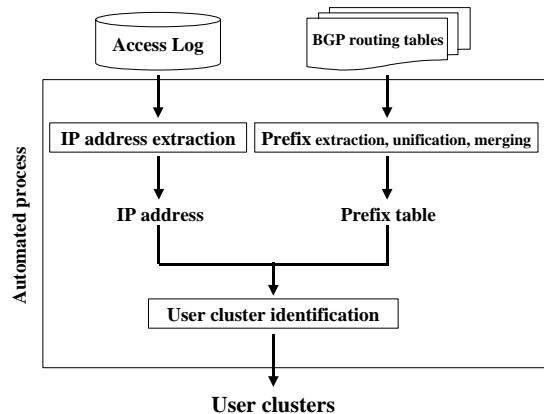 Access Log
BGP routing tables
IP address extraction
Prefix extraction, unification, merging
Automated process
IP address
Prefix table
User cluster identification
User clusters